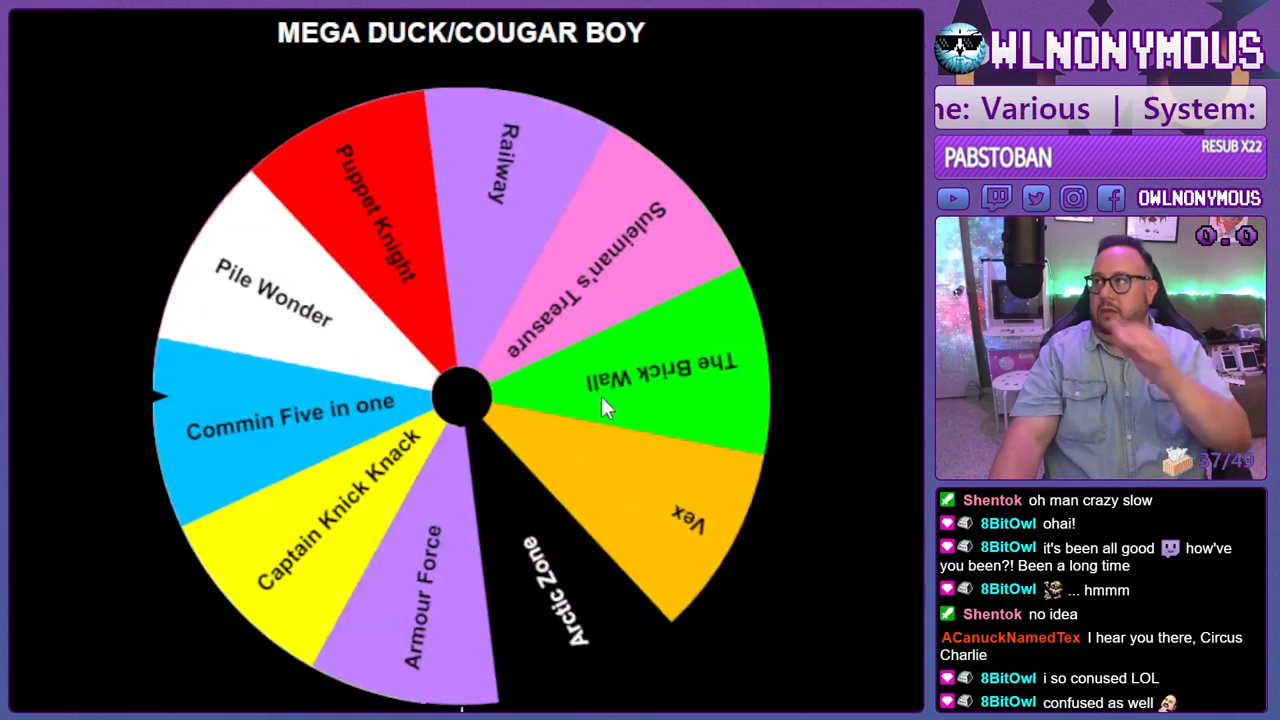 MEGA DUCK/COUGAR BOY
Railway
Suleiman's Treasure
The Brick Wall
Vex
Arctic Zone
Armour Force
Captain Knick Knack
Commin Five in one
Pile Wonder
Puppet Knight
WLNONYMOUS
ne: Various | System:
PABSTOBAN RESUB X22
OWLNONYMOUS
0.0
37/49
Shentok oh man crazy slow
8BitOwl ohai!
8BitOwl it's been all good how've
you been?! Been a long time
8BitOwl ... hmmm
Shentok no idea
ACanuckNamedTex I hear you there, Circus
Charlie
8BitOwl i so conused LOL
8BitOwl confused as well